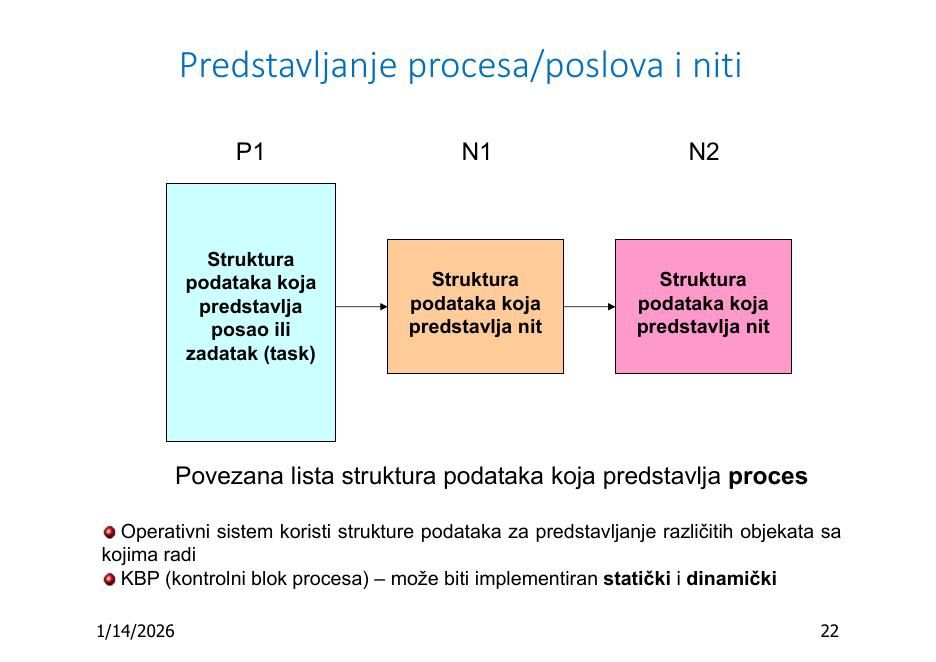 Predstavljanje procesa/poslova i niti
P1
N1
N2
Struktura
podataka koja
predstavlja
posao ili
zadatak (task)
Struktura
podataka koja
predstavlja nit
Struktura
podataka koja
predstavlja nit
Povezana lista struktura podataka koja predstavlja proces
Operativni sistem koristi strukture podataka za predstavljanje različitih objekata sa
kojima radi
KBP (kontrolni blok procesa) – može biti implementiran statički i dinamički
1/14/2026
22